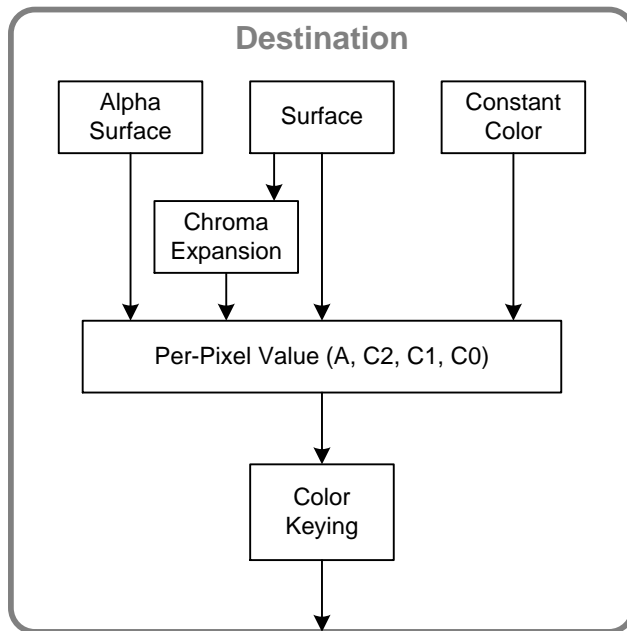 Destination
Alpha
Surface
Surface
Constant
Color
Chroma
Expansion
Per-Pixel Value (A, C2, C1, C0)
Color
Keying